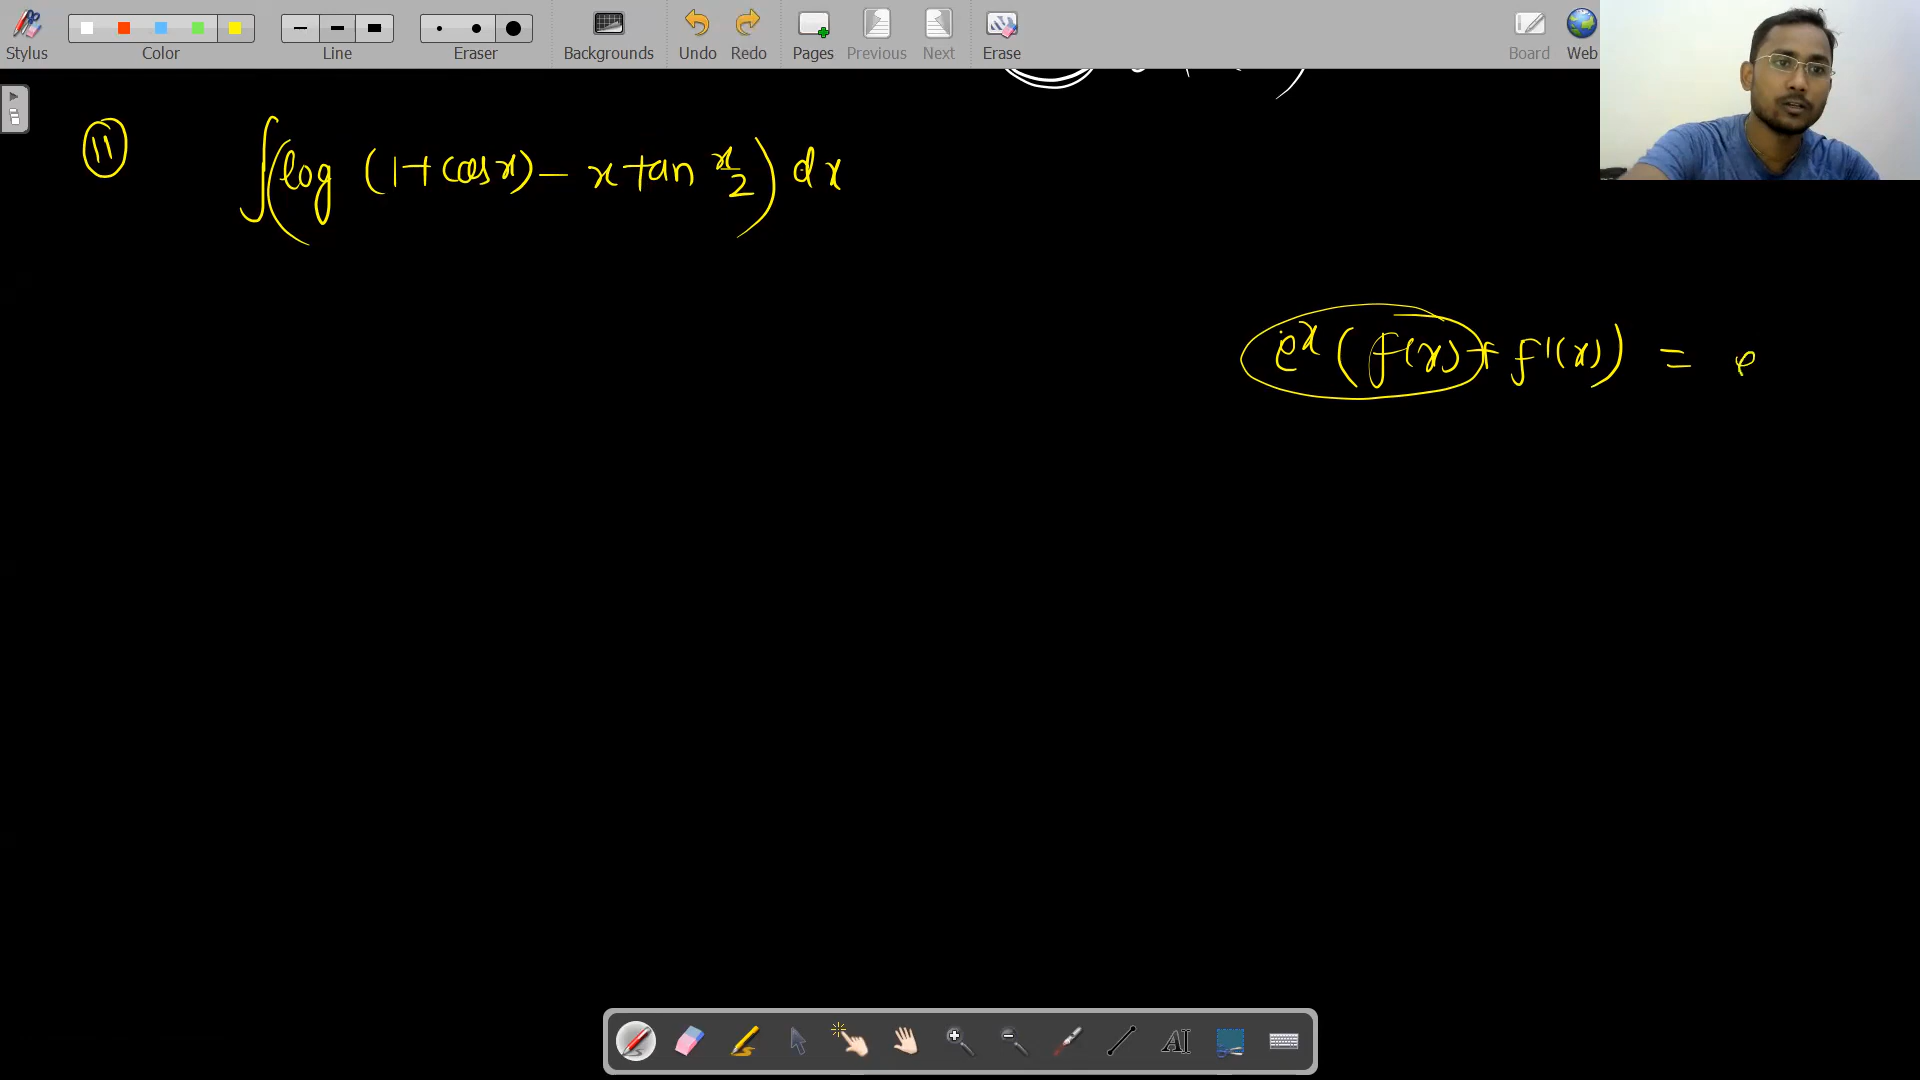 Stylus Color Line Eraser Backgrounds Undo Redo Pages Previous Next Erase Board Web
11 ∫(log (1+cosx) - x tan x/2) dx
e^x (f(x) + f'(x)) = e
AI